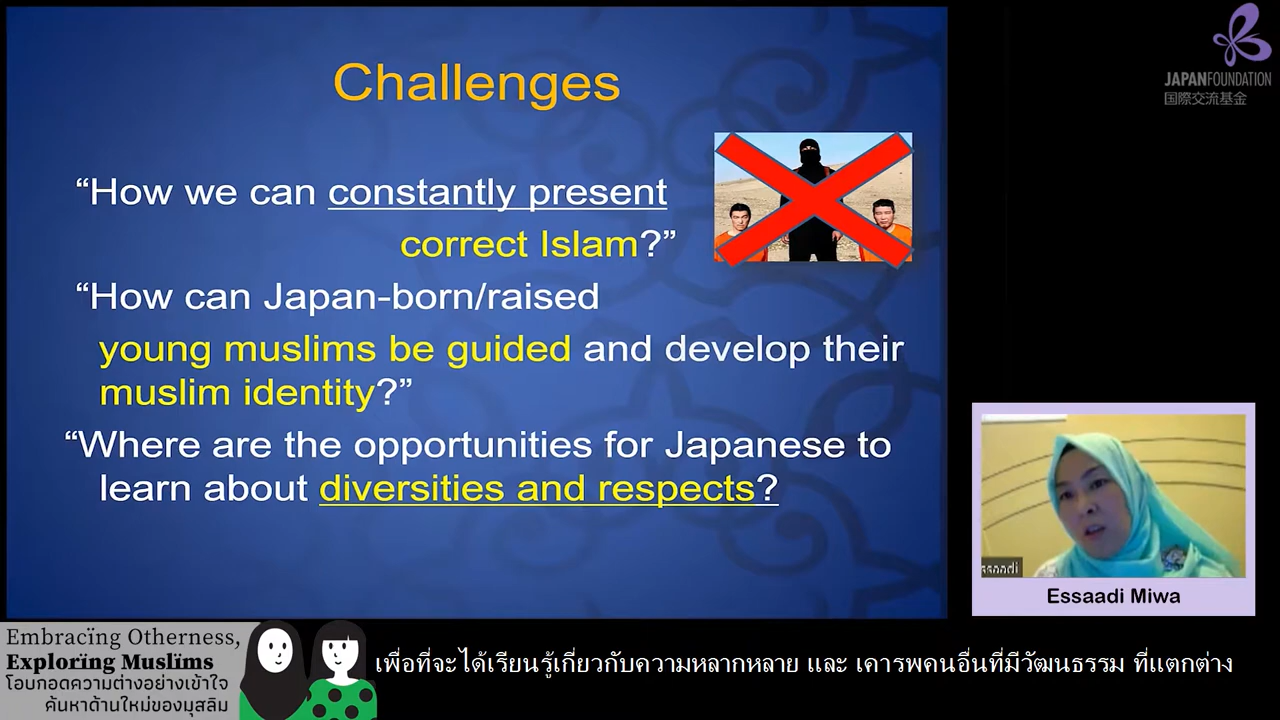 Challenges
“How we can constantly present
correct Islam?”
“How can Japan-born/raised
young muslims be guided and develop their
muslim identity?”
“Where are the opportunities for Japanese to
learn about diversities and respects?
JAPANFOUNDATION
国際交流基金
ssaadi
Essaadi Miwa
Embracing Otherness,
Exploring Muslims
โอบกอดความต่างอย่างเข้าใจ
ค้นหาด้านใหม่ของมุสลิม
เพื่อที่จะได้เรียนรู้เกี่ยวกับความหลากหลาย และ เคารพคนอื่นที่มีวัฒนธรรม ที่แตกต่าง